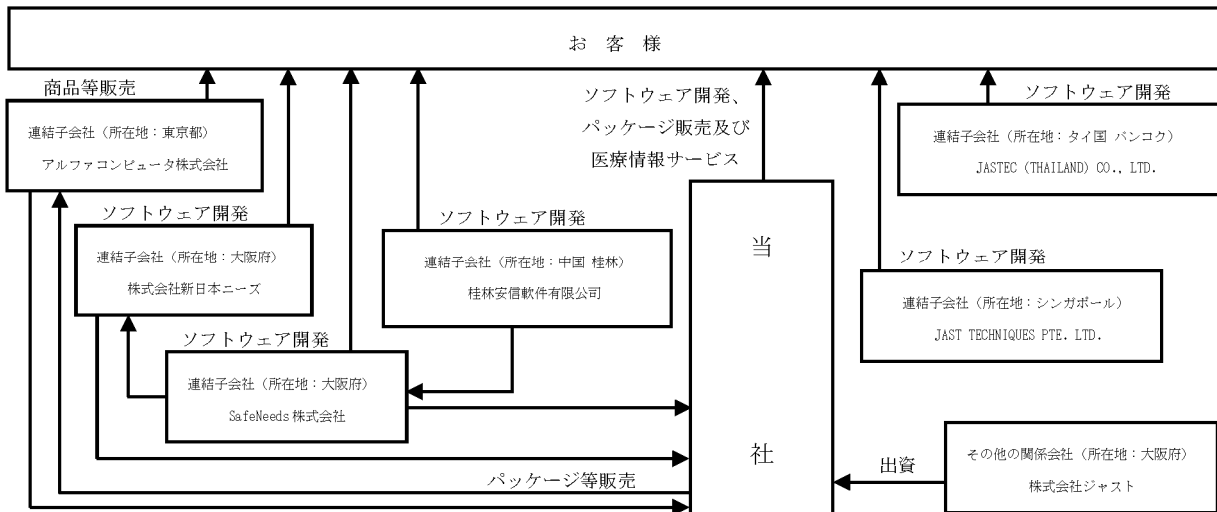 お 客 様
商品等販売
連結子会社（所在地：東京都）
アルファコンピュータ株式会社
ソフトウェア開発、
パッケージ販売及び
医療情報サービス
ソフトウェア開発
連結子会社（所在地：タイ国 バンコク）
JASTEC (THAILAND) CO., LTD.
ソフトウェア開発
連結子会社（所在地：大阪府）
株式会社新日本ニーズ
ソフトウェア開発
連結子会社（所在地：中国 桂林）
桂林安信軟件有限公司
当
社
ソフトウェア開発
連結子会社（所在地：シンガポール）
JAST TECHNIQUES PTE. LTD.
ソフトウェア開発
連結子会社（所在地：大阪府）
SafeNeeds 株式会社
パッケージ等販売
出資
その他の関係会社（所在地：大阪府）
株式会社ジャスト